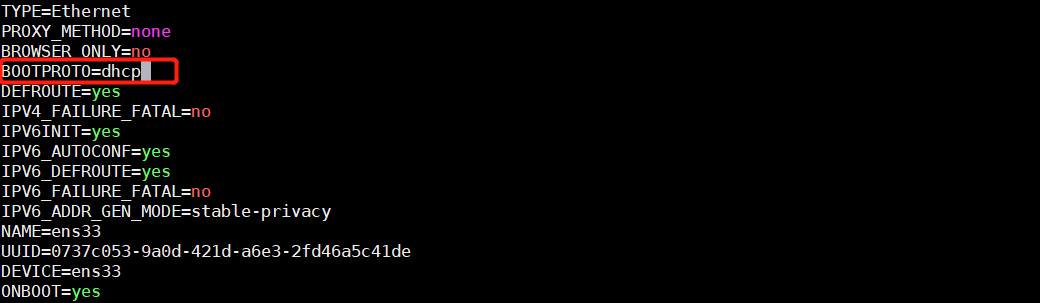 TYPE=Ethernet
PROXY_METHOD=none
BROWSER_ONLY=no
BOOTPROTO=dhcp
DEFROUTE=yes
IPV4_FAILURE_FATAL=no
IPV6INIT=yes
IPV6_AUTOCONF=yes
IPV6_DEFROUTE=yes
IPV6_FAILURE_FATAL=no
IPV6_ADDR_GEN_MODE=stable-privacy
NAME=ens33
UUID=0737c053-9a0d-421d-a6e3-2fd46a5c41de
DEVICE=ens33
ONBOOT=yes